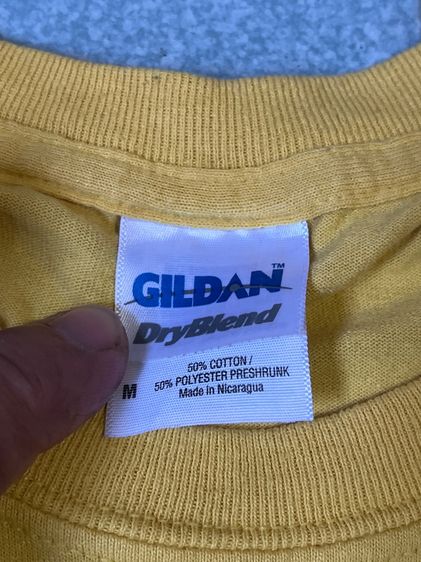 GILDAN™
DryBlend
50% COTTON/
M 50% POLYESTER PRESHRUNK
Made in Nicaragua